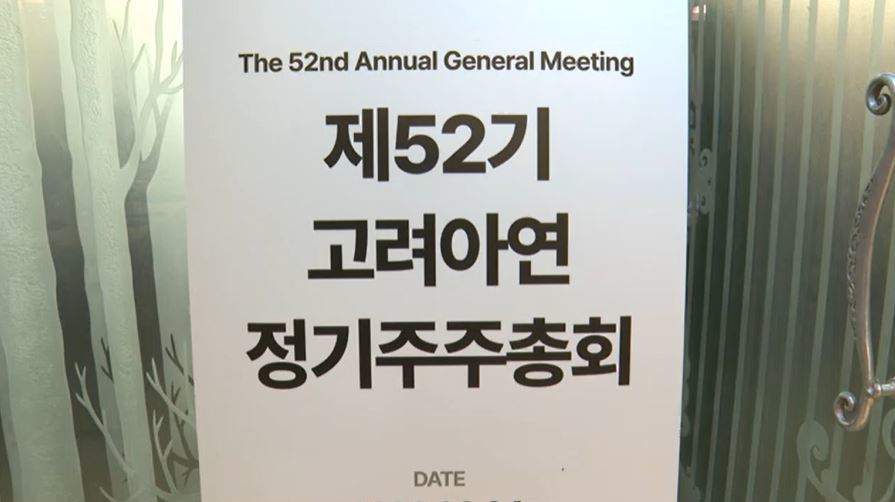 The 52nd Annual General Meeting
제52기
고려아연
정기주주총회
DATE